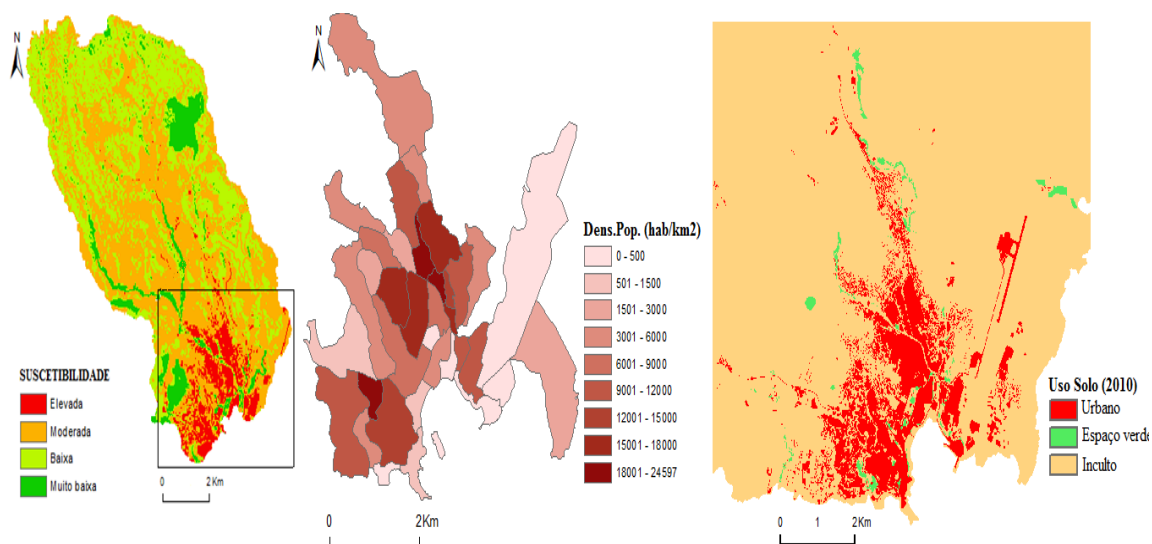 N
SUSCETIBILIDADE
Elevada
Moderada
Baixa
Muito baixa
0 2 Km
N
Dens.Pop. (hab/km2)
0 - 500
501 - 1500
1501 - 3000
3001 - 6000
6001 - 9000
9001 - 12000
12001 - 15000
15001 - 18000
18001 - 24597
0 2Km
Uso Solo (2010)
Urbano
Espaço verde
Inculto
0 1 2Km